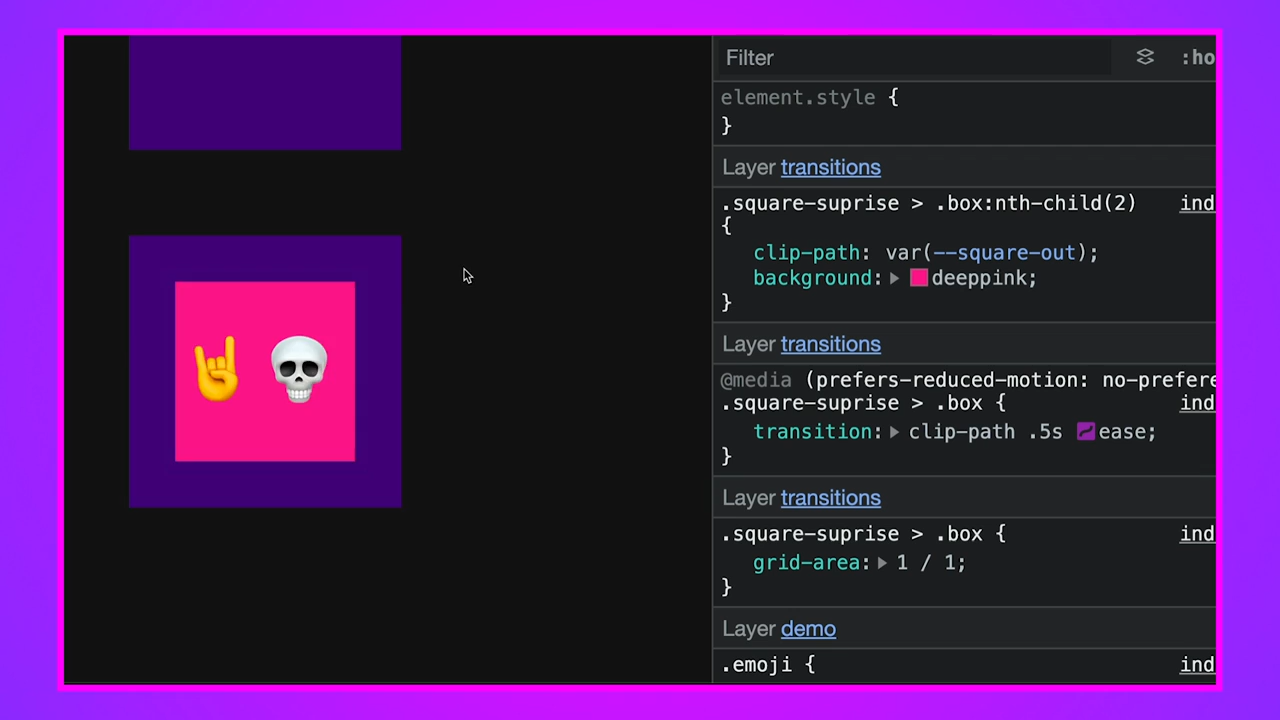 Filter :ho
element.style {
}
Layer transitions
.square-suprise > .box:nth-child(2) ind
{
clip-path: var(--square-out);
background: deeppink;
}
Layer transitions
@media (prefers-reduced-motion: no-prefere
.square-suprise > .box { ind
transition: clip-path .5s ease;
}
Layer transitions
.square-suprise > .box { ind
grid-area: 1 / 1;
}
Layer demo
.emoji { ind